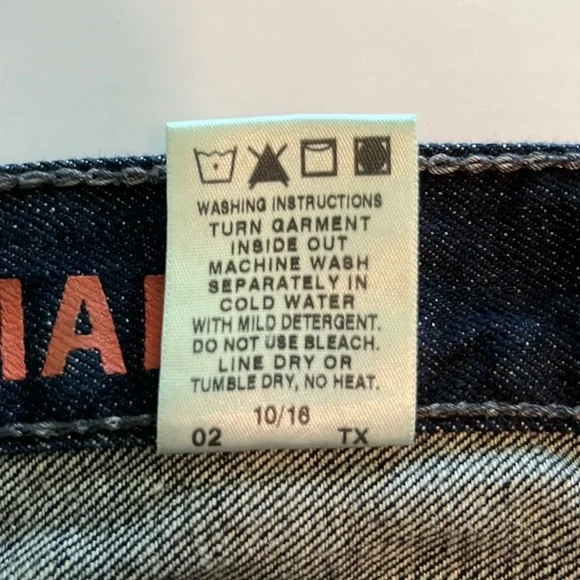 WASHING INSTRUCTIONS
TURN GARMENT
INSIDE OUT
MACHINE WASH
SEPARATELY IN
COLD WATER
WITH MILD DETERGENT.
DO NOT USE BLEACH.
LINE DRY OR
TUMBLE DRY, NO HEAT.
10/16
02 TX